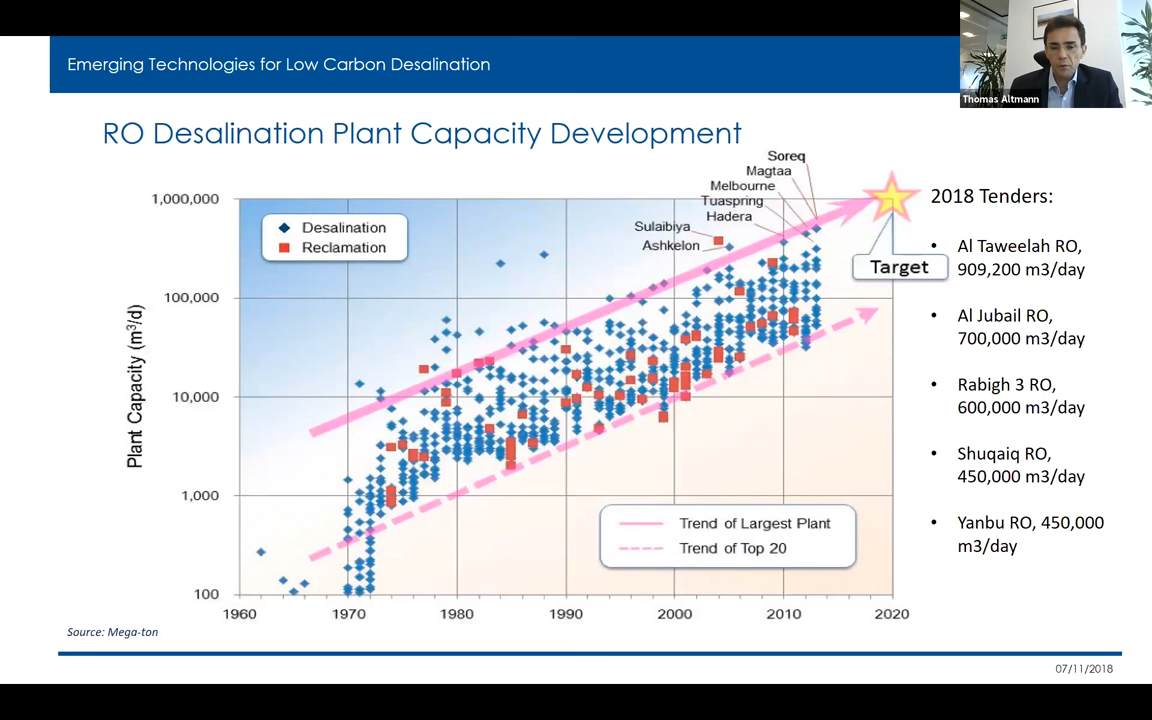 Emerging Technologies for Low Carbon Desalination
Thomas Altmann
RO Desalination Plant Capacity Development
Soreq
Magtaa
Melbourne
Tuaspring
Hadera
Sulaibiya
Ashkelon
1,000,000
100,000
10,000
1,000
100
Plant Capacity (m³/d)
Desalination
Reclamation
Target
Trend of Largest Plant
Trend of Top 20
1960 1970 1980 1990 2000 2010 2020
2018 Tenders:
• Al Taweelah RO,
909,200 m3/day
• Al Jubail RO,
700,000 m3/day
• Rabigh 3 RO,
600,000 m3/day
• Shuqaiq RO,
450,000 m3/day
• Yanbu RO, 450,000
m3/day
Source: Mega-ton
07/11/2018